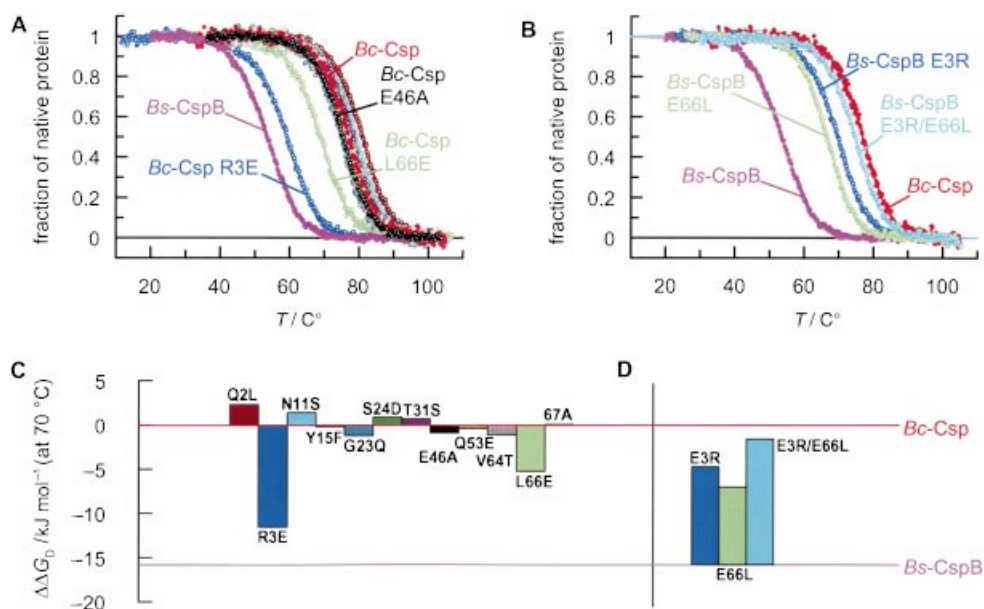 A
fraction of native protein
1
0.8
0.6
0.4
0.2
0
20 40 60 80 100
T / C°
Bc-Csp
Bc-Csp
E46A
Bs-CspB
Bc-Csp
L66E
Bc-Csp R3E
B
fraction of native protein
1
0.8
0.6
0.4
0.2
0
20 40 60 80 100
T / C°
Bs-CspB E3R
Bs-CspB
E66L
Bs-CspB
E3R/E66L
Bs-CspB
Bc-Csp
C
ΔΔG_D /kJ mol⁻¹ (at 70 °C)
5
0
−5
−10
−15
−20
Q2L
R3E
N11S
Y15F
G23Q
S24D
T31S
E46A
Q53E
V64T
L66E
67A
D
E3R
E66L
E3R/E66L
Bc-Csp
Bs-CspB